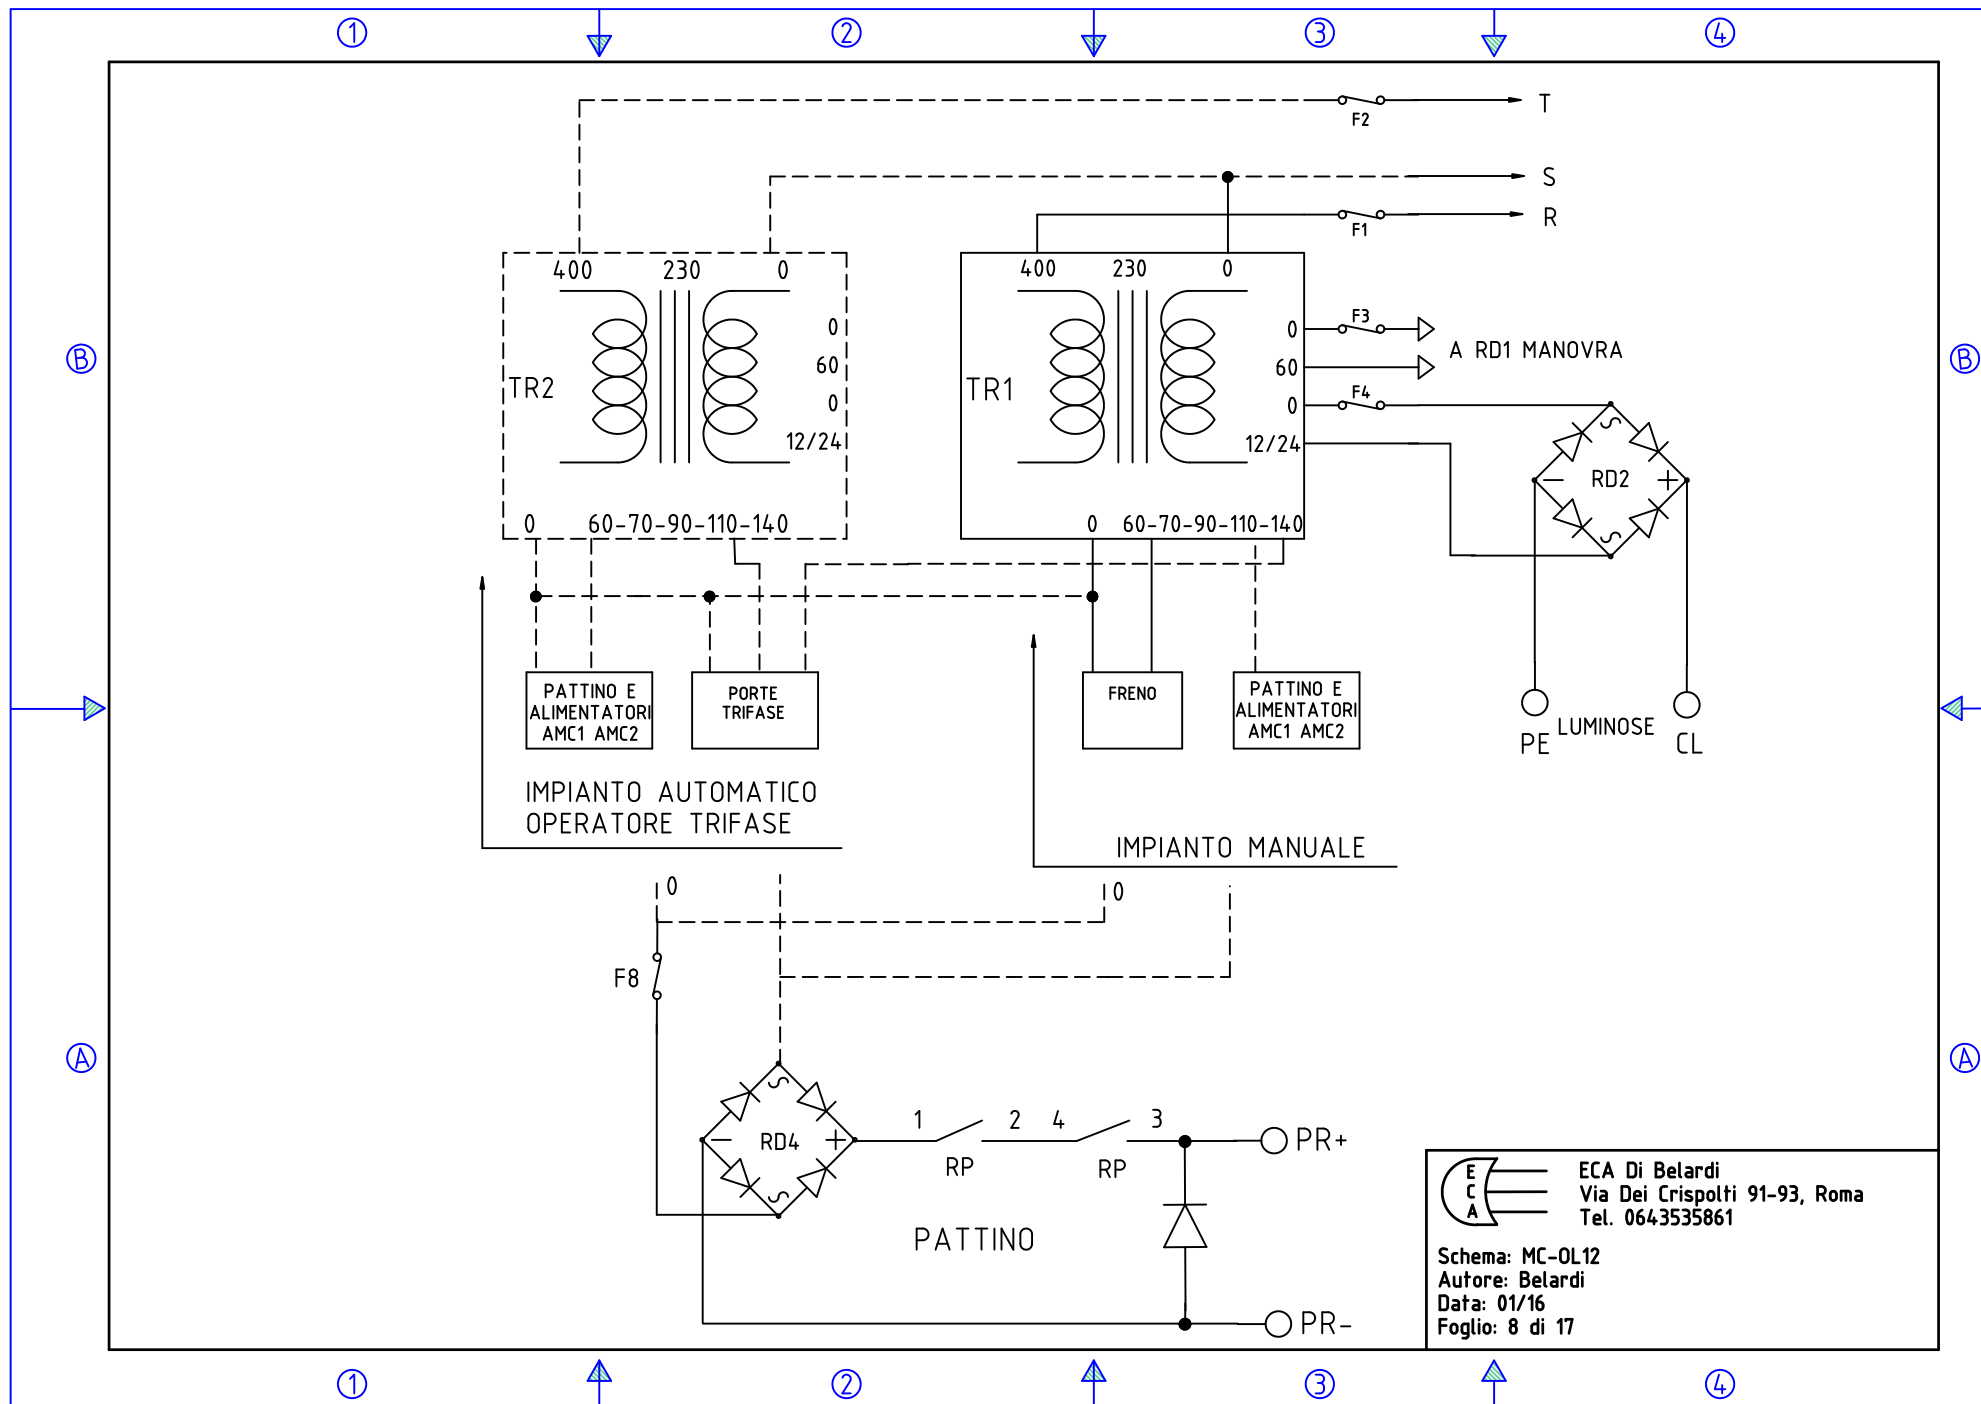 1 2 3 4
T
F2
S
R
F1
400 230 0
400 230 0
0
60
0
12/24
TR2
0 60-70-90-110-140
0
60
0
12/24
TR1
0 60-70-90-110-140
F3
A RD1 MANOVRA
F4
RD2
- +
B
B
PATTINO E
ALIMENTATORI
AMC1 AMC2
PORTE
TRIFASE
FRENO
PATTINO E
ALIMENTATORI
AMC1 AMC2
PE LUMINOSE CL
IMPIANTO AUTOMATICO
OPERATORE TRIFASE
IMPIANTO MANUALE
0
0
F8
A
A
RD4
- +
1 2 4 3
RP RP
PR+
PATTINO
PR-
E
C
A
ECA Di Belardi
Via Dei Crispolti 91-93, Roma
Tel. 0643535861
Schema: MC-OL12
Autore: Belardi
Data: 01/16
Foglio: 8 di 17
1 2 3 4